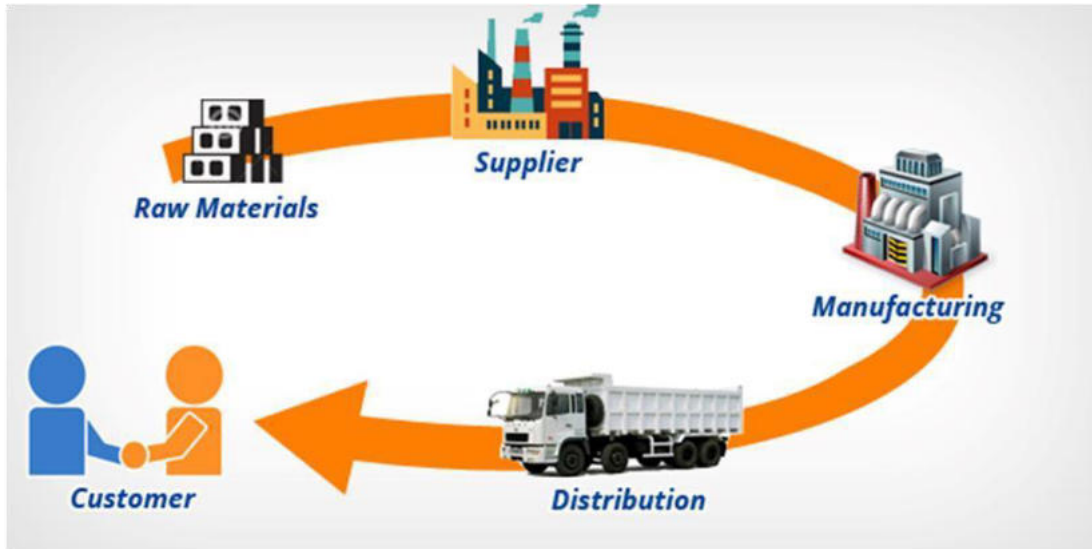 Raw Materials
Supplier
Manufacturing
Distribution
Customer